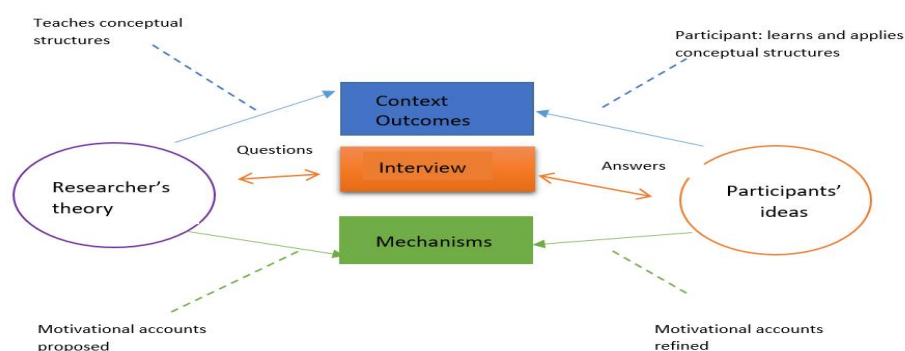 Teaches conceptual
structures
Participant: learns and applies
conceptual structures
Context
Outcomes
Questions
Interview
Answers
Researcher's
theory
Participants'
ideas
Mechanisms
Motivational accounts
proposed
Motivational accounts
refined